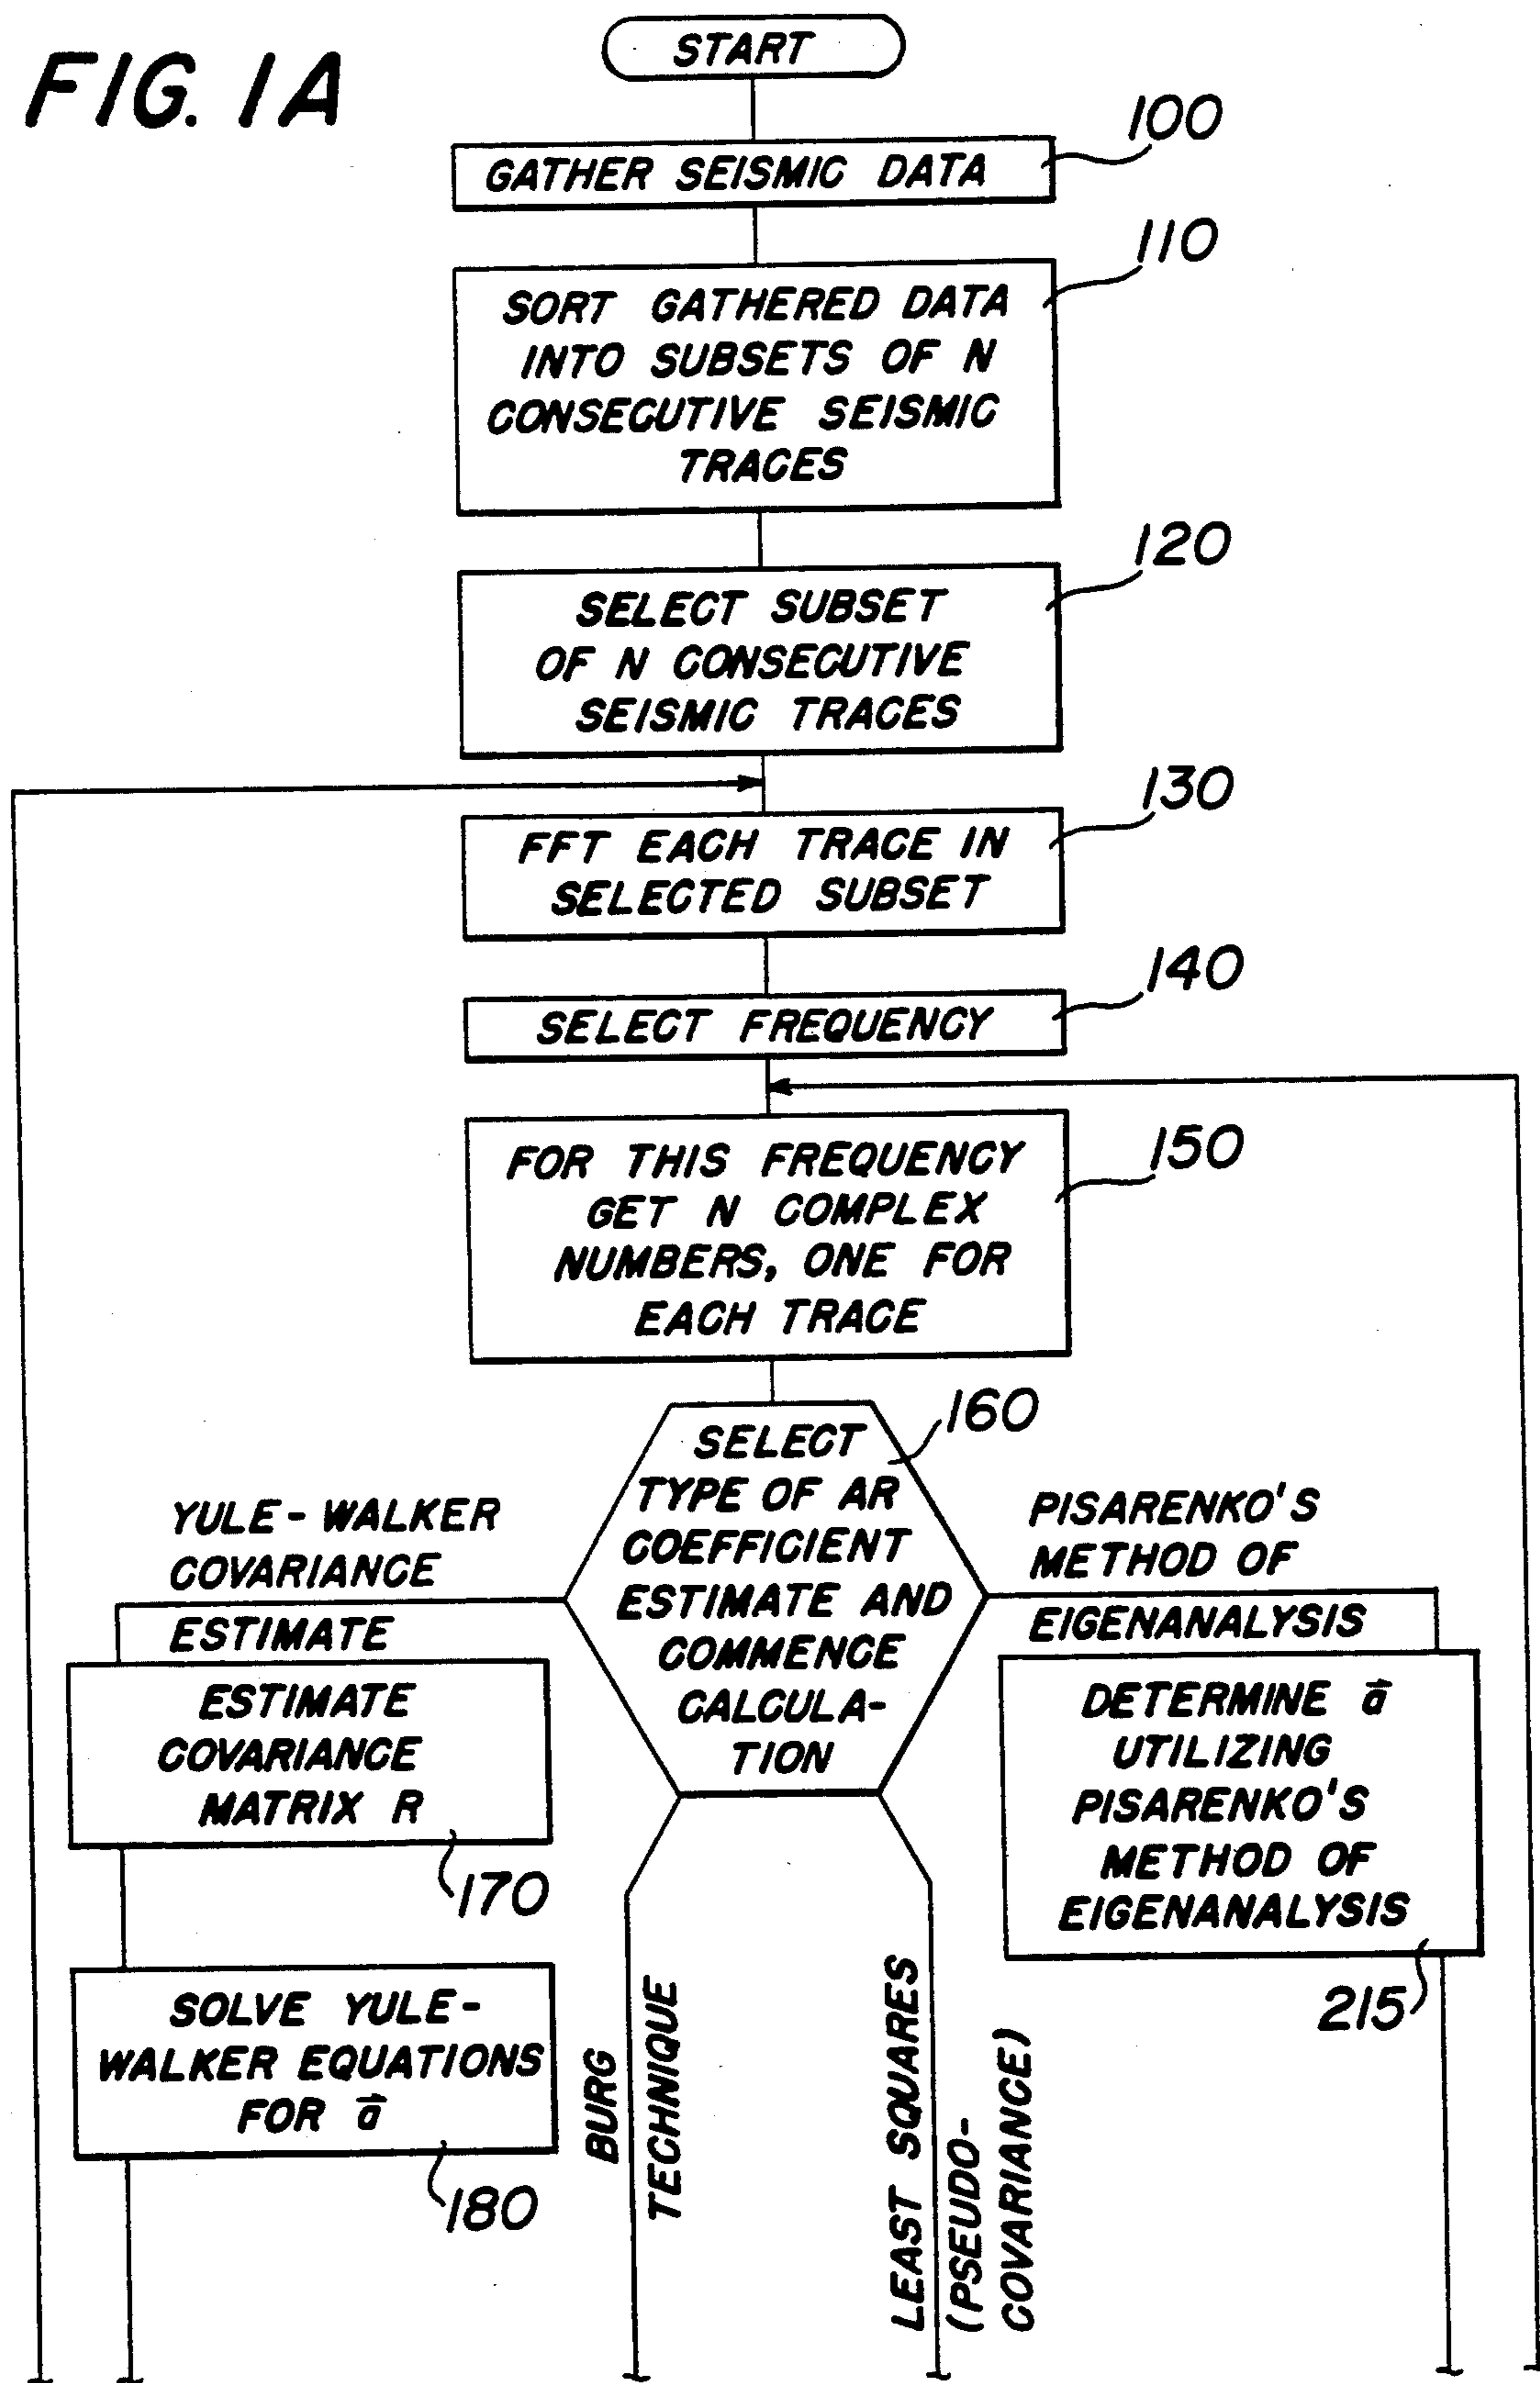 FIG. 1A
START
100
GATHER SEISMIC DATA
110
SORT GATHERED DATA
INTO SUBSETS OF N
CONSECUTIVE SEISMIC
TRACES
120
SELECT SUBSET
OF N CONSECUTIVE
SEISMIC TRACES
130
FFT EACH TRACE IN
SELECTED SUBSET
140
SELECT FREQUENCY
150
FOR THIS FREQUENCY
GET N COMPLEX
NUMBERS, ONE FOR
EACH TRACE
160
SELECT
TYPE OF AR
COEFFICIENT
ESTIMATE AND
COMMENCE
CALCULA-
TION
YULE-WALKER
COVARIANCE
ESTIMATE
ESTIMATE
COVARIANCE
MATRIX R
170
SOLVE YULE-
WALKER EQUATIONS
FOR a⃗
180
BURG
TECHNIQUE
LEAST SQUARES
(PSEUDO-
COVARIANCE)
PISARENKO'S
METHOD OF
EIGENANALYSIS
DETERMINE a⃗
UTILIZING
PISARENKO'S
METHOD OF
EIGENANALYSIS
215